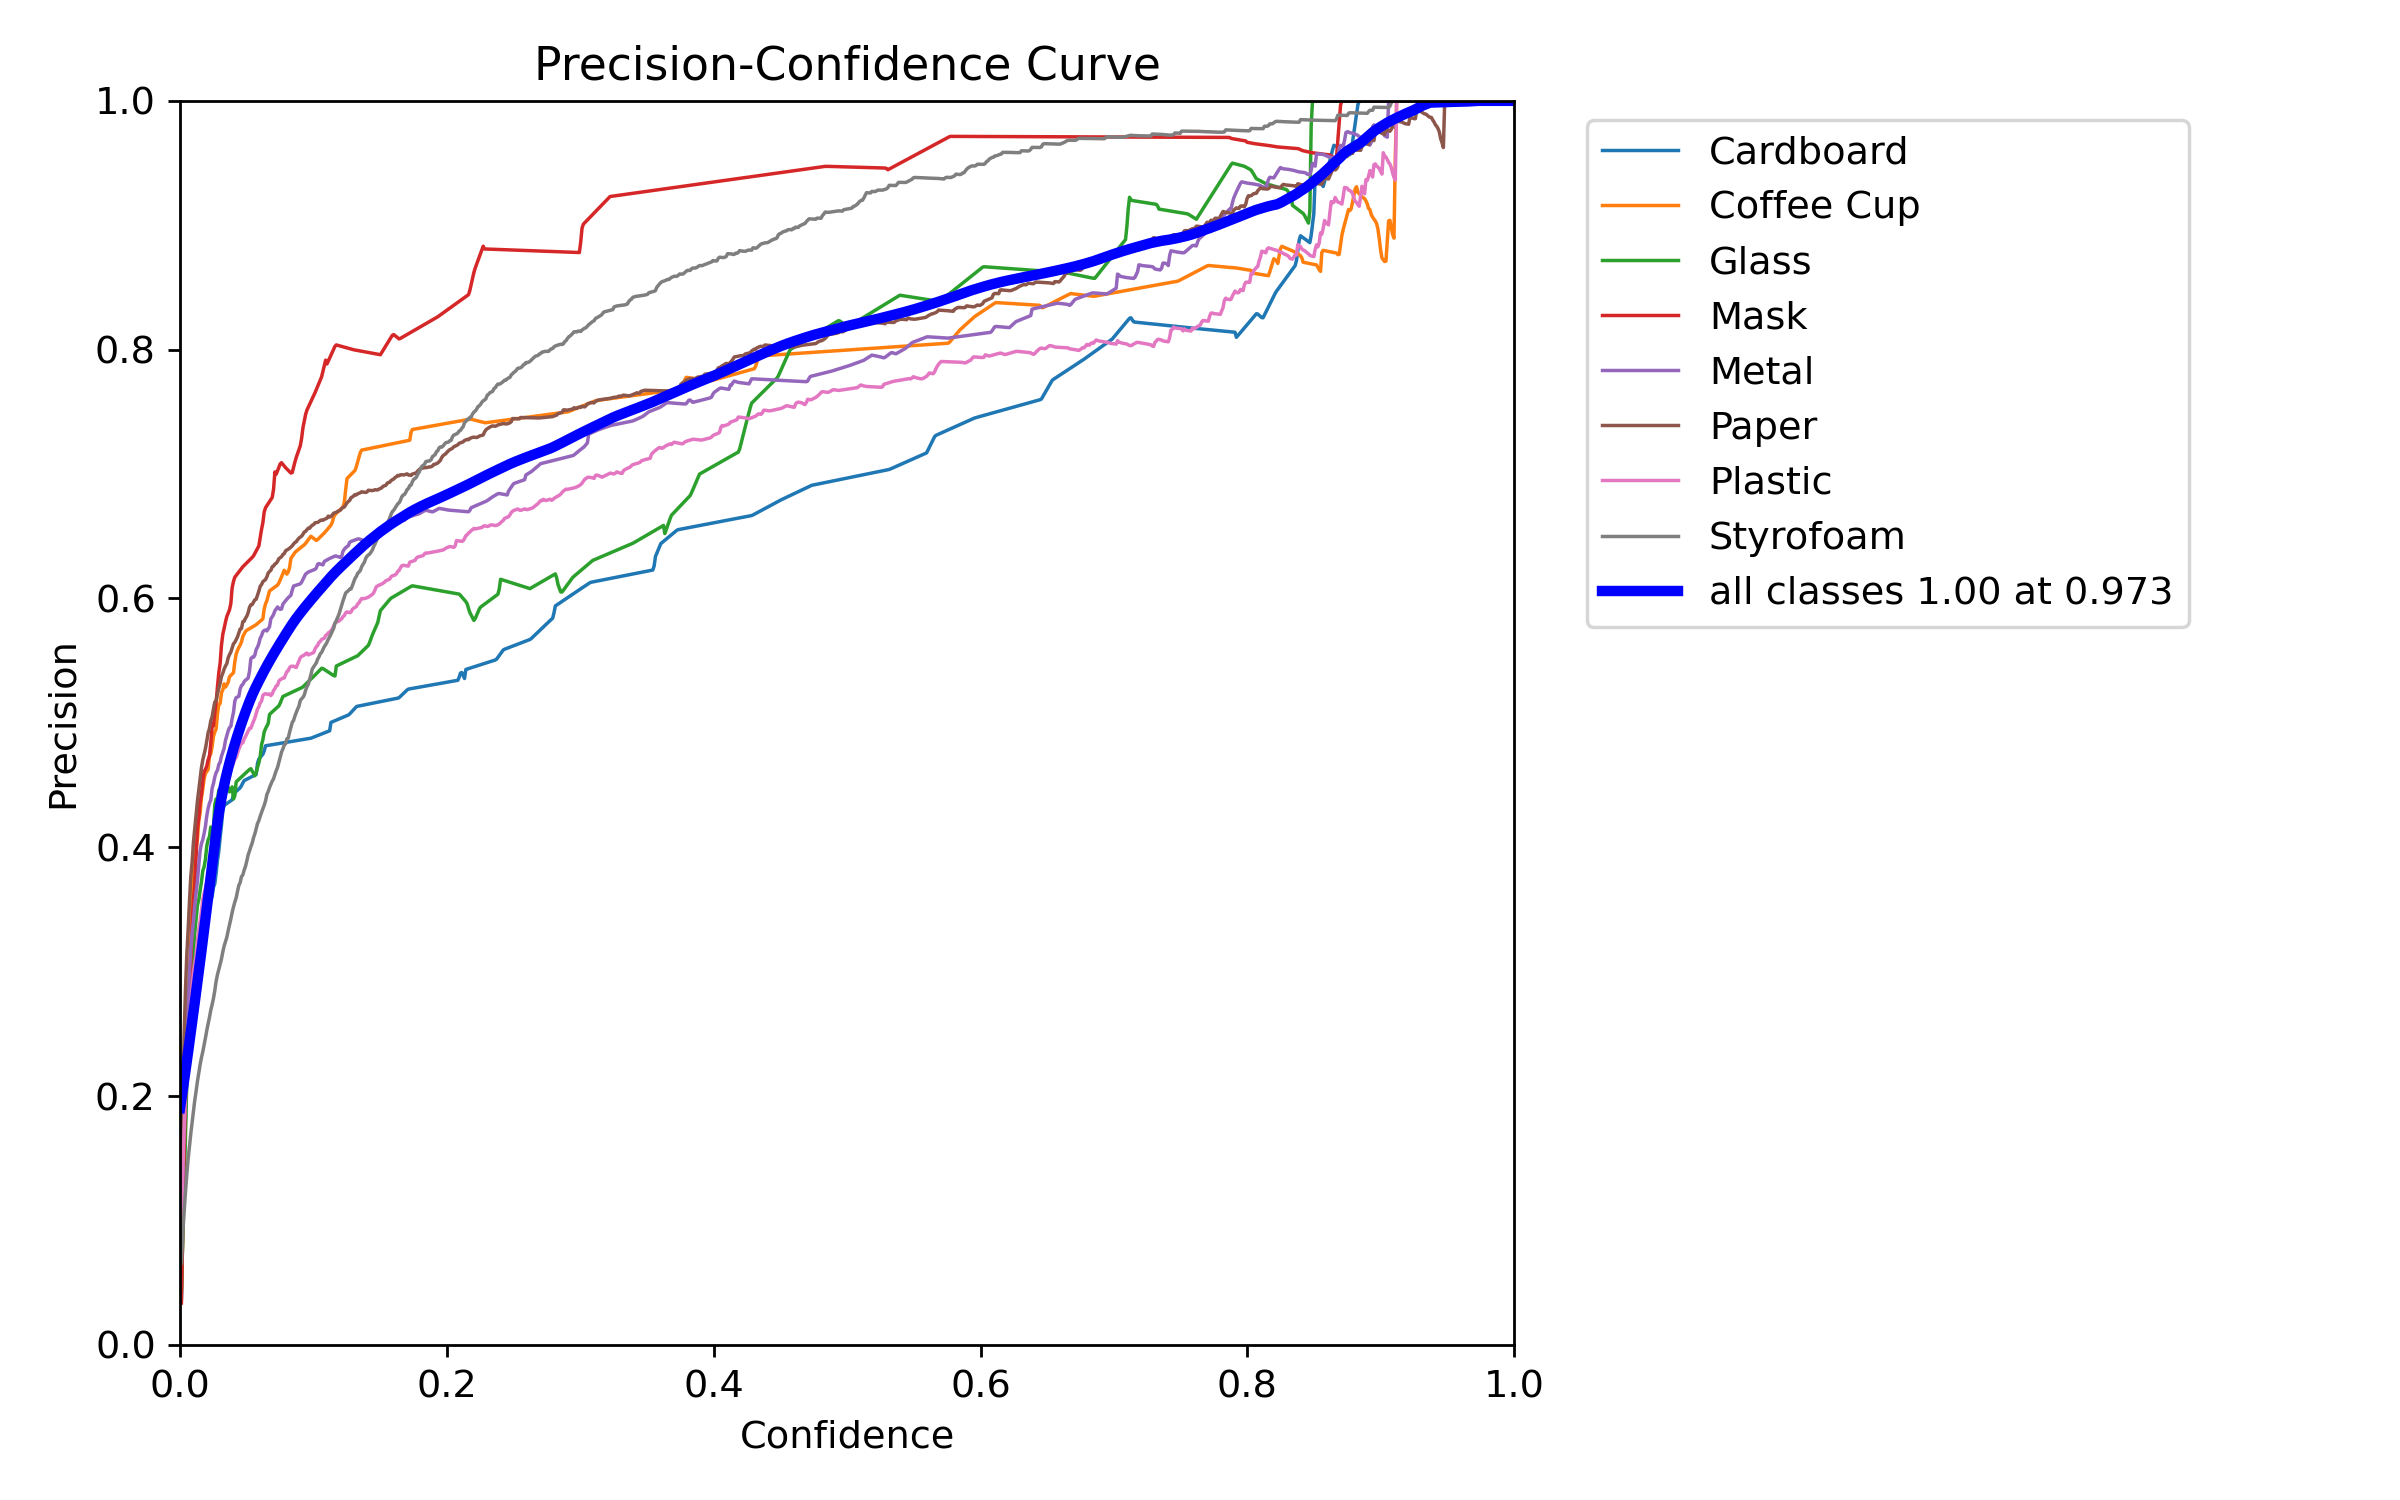 Precision-Confidence Curve
1.0
0.8
0.6
0.4
0.2
0.0
Precision
0.0 0.2 0.4 0.6 0.8 1.0
Confidence
Cardboard
Coffee Cup
Glass
Mask
Metal
Paper
Plastic
Styrofoam
all classes 1.00 at 0.973